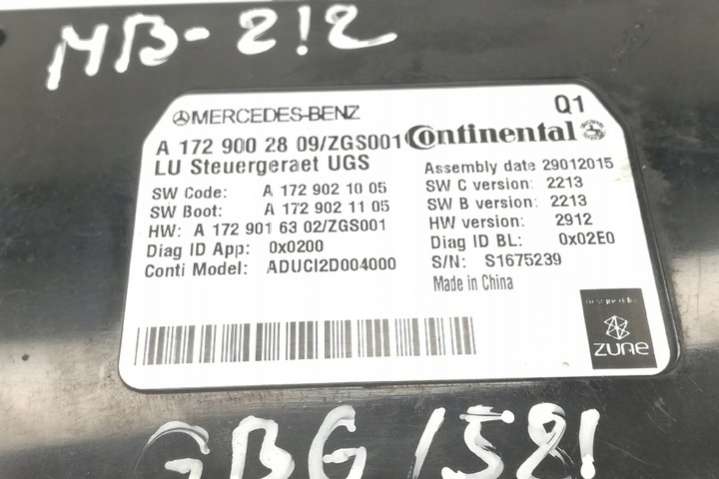 MB-212
MERCEDES-BENZ
Q1
A 172 900 28 09/ZGS001
Continental
LU Steuergeraet UGS
Assembly date 29012015
SW Code: A 172 902 10 05
SW C version: 2213
SW Boot: A 172 902 11 05
SW B version: 2213
HW: A 172 901 63 02/ZGS001
HW version: 2912
Diag ID App: 0x0200
Diag ID BL: 0x02E0
Conti Model: ADUCI2D004000
S/N: S1675239
Made in China
zune
GBG 1581